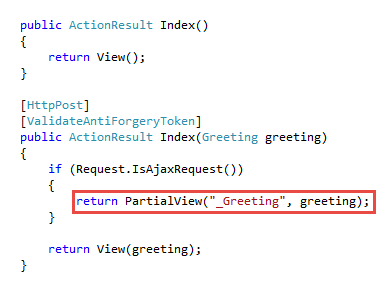 public ActionResult Index()
{
    return View();
}

[HttpPost]
[ValidateAntiForgeryToken]
public ActionResult Index(Greeting greeting)
{
    if (Request.IsAjaxRequest())
    {
        return PartialView("_Greeting", greeting);
    }

    return View(greeting);
}